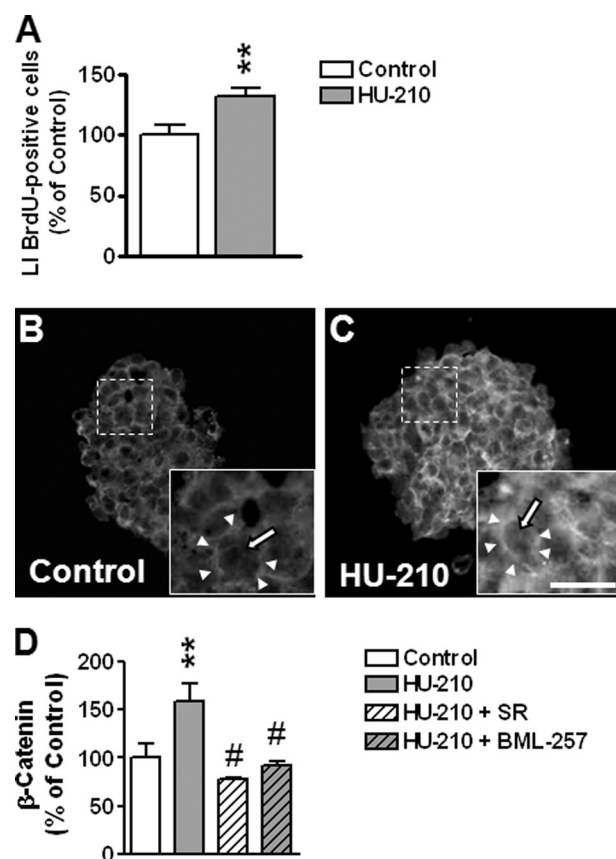 A
LI BrdU-positive cells
(% of Control)
150
100
50
0
**
Control
HU-210
B
Control
C
HU-210
D
β-Catenin
(% of Control)
200
150
100
50
0
**
#
#
Control
HU-210
HU-210 + SR
HU-210 + BML-257